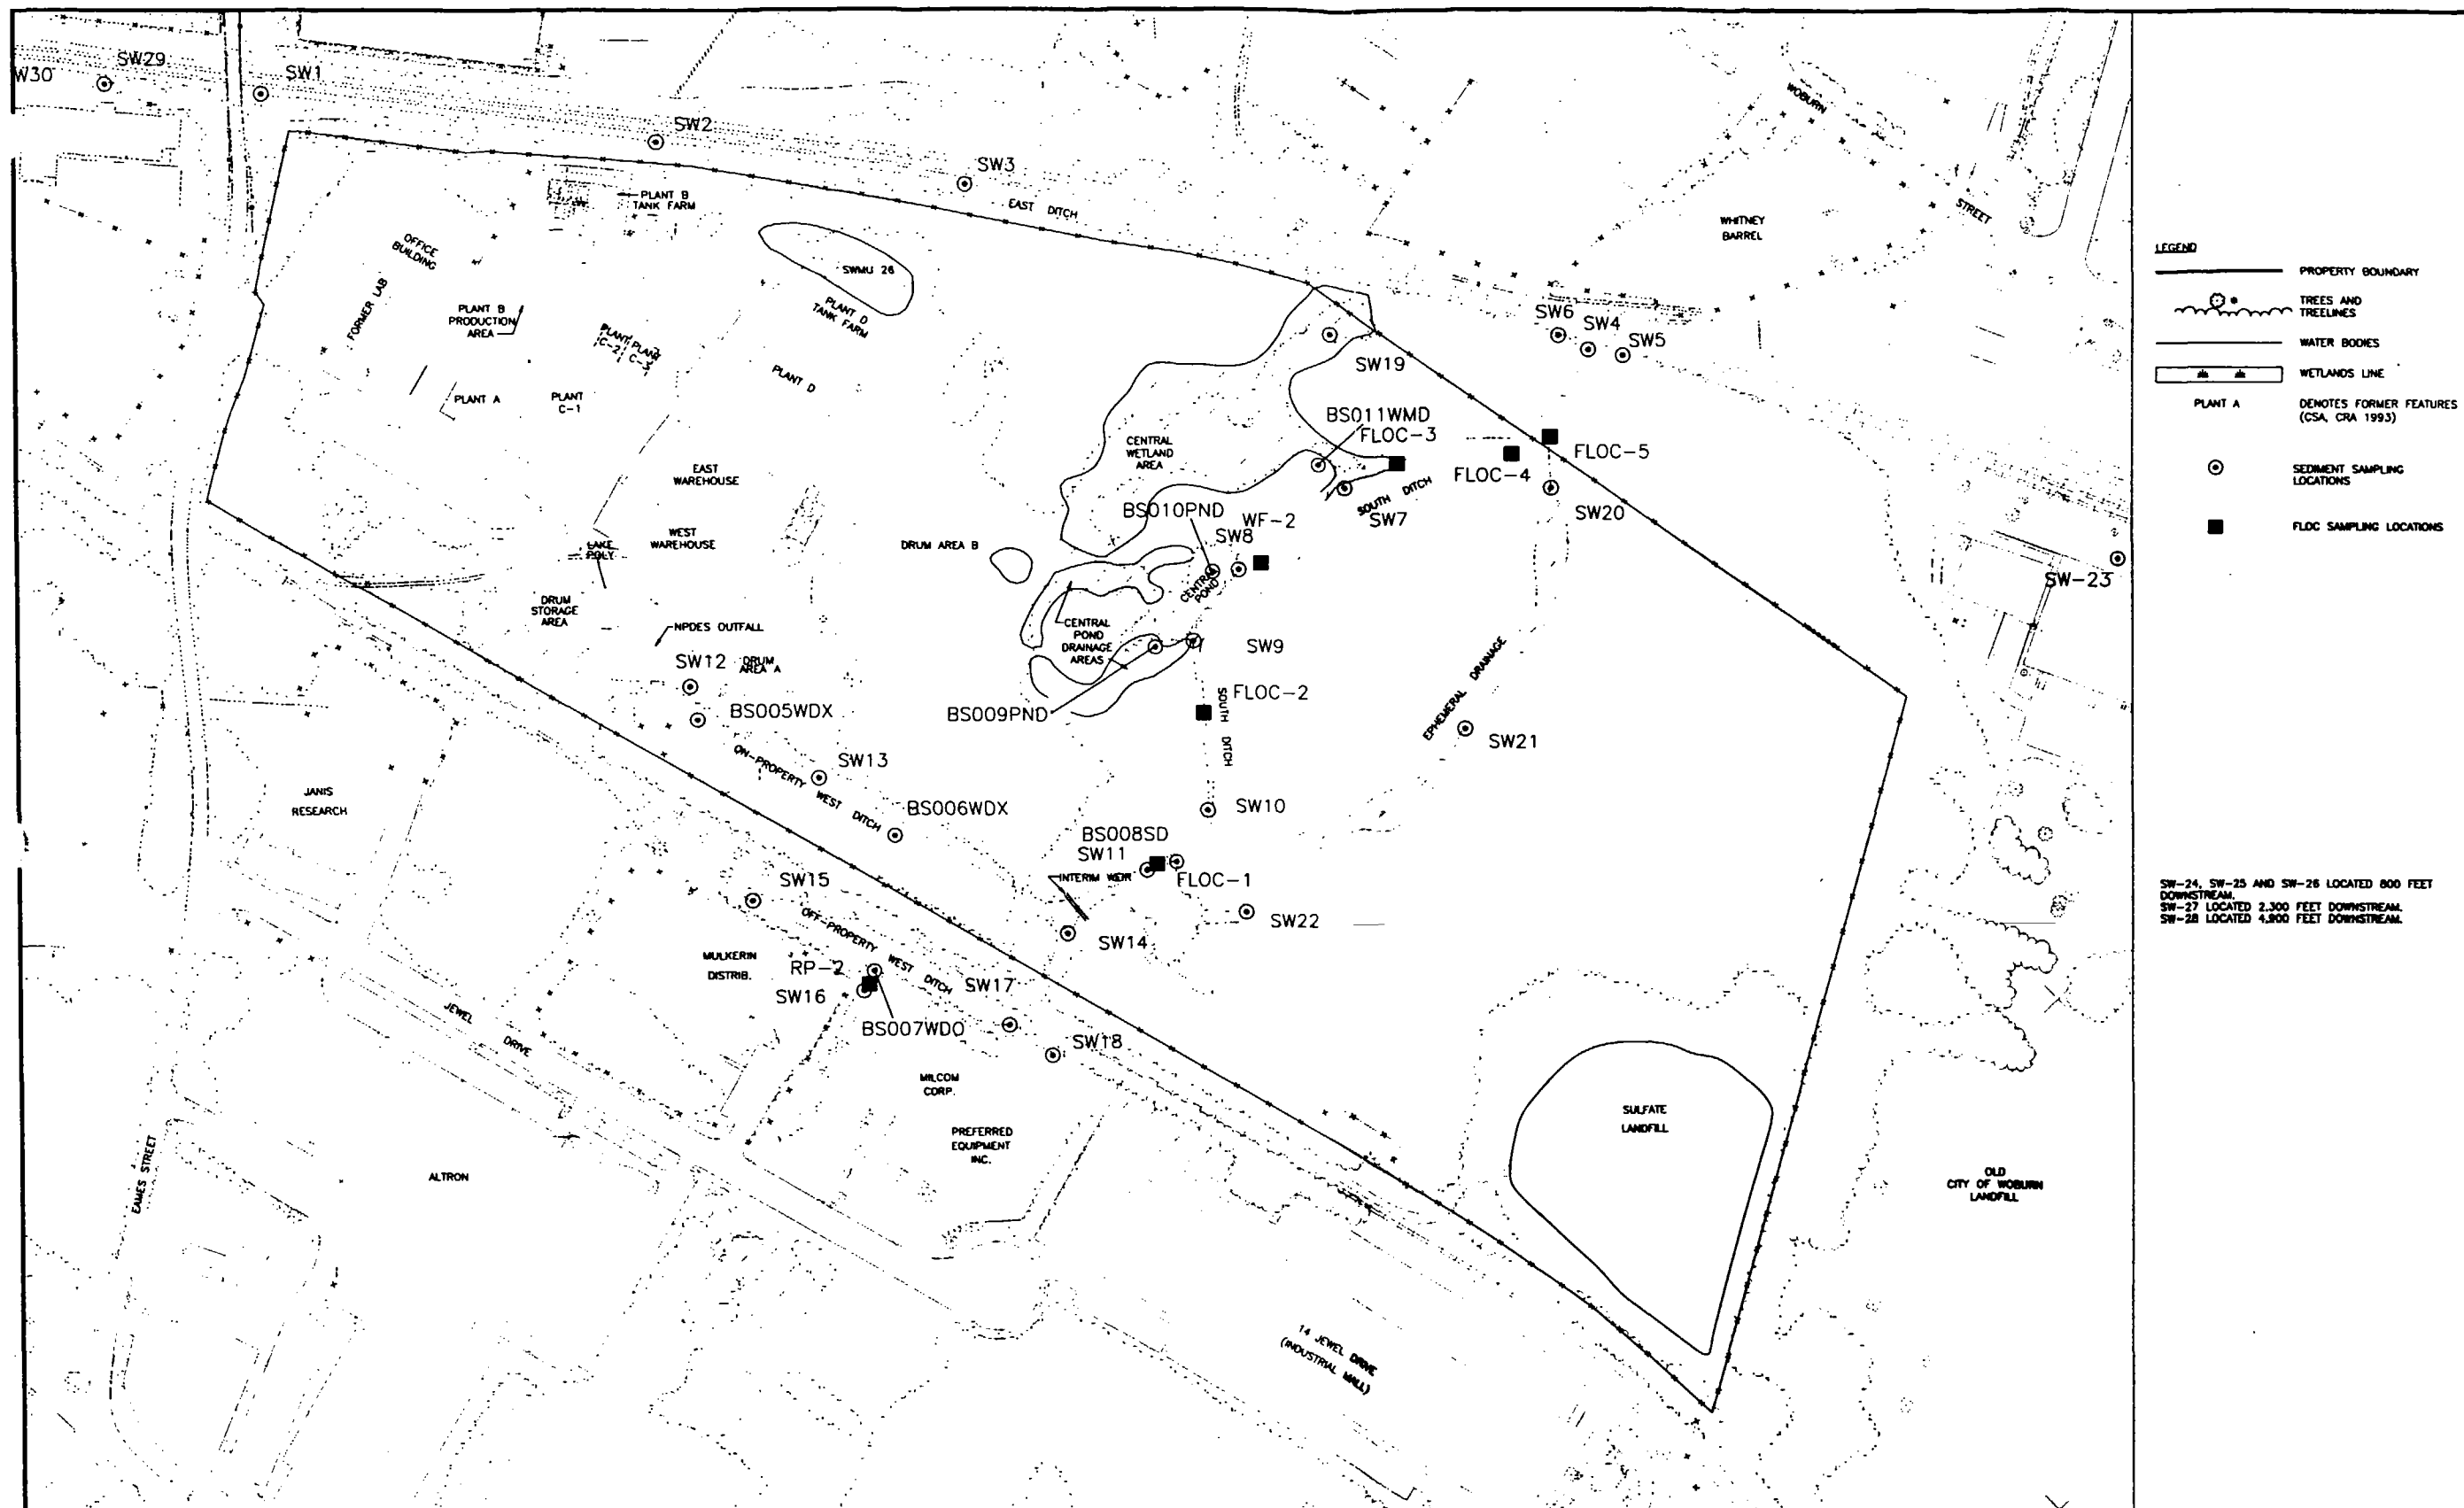 W30
SW29
SW1
SW2
SW3
EAST DITCH
WOBURN
STREET
WHITNEY
BARREL
PLANT B
TANK FARM
OFFICE
BUILDING
FORMER LAB
PLANT B
PRODUCTION
AREA
SWMU 26
PLANT D
TANK FARM
PLANT
C-2
PLANT
C-3
PLANT A
PLANT
C-1
PLANT D
SW6
SW4
SW5
SW19
BS011WMD
FLOC-3
FLOC-4
FLOC-5
CENTRAL
WETLAND
AREA
SOUTH DITCH
SW7
SW20
EAST
WAREHOUSE
WEST
WAREHOUSE
LAKE
POLY
DRUM AREA B
BS010PND
WF-2
SW8
CENTRAL
POND
SW-23
DRUM
STORAGE
AREA
NPDES OUTFALL
CENTRAL
POND
DRAINAGE
AREAS
SW9
SW12
DRUM
AREA A
BS005WDX
BS009PND
FLOC-2
SOUTH DITCH
EPHEMERAL DRAINAGE
SW21
SW13
ON-PROPERTY WEST DITCH
BS006WDX
SW10
JANIS
RESEARCH
BS008SD
SW11
INTERIM WEIR
FLOC-1
SW22
SW15
OFF-PROPERTY WEST DITCH
SW14
MULKERIN
DISTRIB.
RP-2
SW16
SW17
BS007WDO
SW18
JEWEL
DRIVE
MILCOM
CORP.
PREFERRED
EQUIPMENT
INC.
EAMES STREET
ALTRON
SULFATE
LANDFILL
OLD
CITY OF WOBURN
LANDFILL
14 JEWEL DRIVE
(INDUSTRIAL MALL)
LEGEND
PROPERTY BOUNDARY
TREES AND
TREELINES
WATER BODIES
WETLANDS LINE
PLANT A
DENOTES FORMER FEATURES
(CSA, CRA 1993)
SEDIMENT SAMPLING
LOCATIONS
FLOC SAMPLING LOCATIONS
SW-24, SW-25 AND SW-26 LOCATED 800 FEET
DOWNSTREAM.
SW-27 LOCATED 2,300 FEET DOWNSTREAM.
SW-28 LOCATED 4,900 FEET DOWNSTREAM.